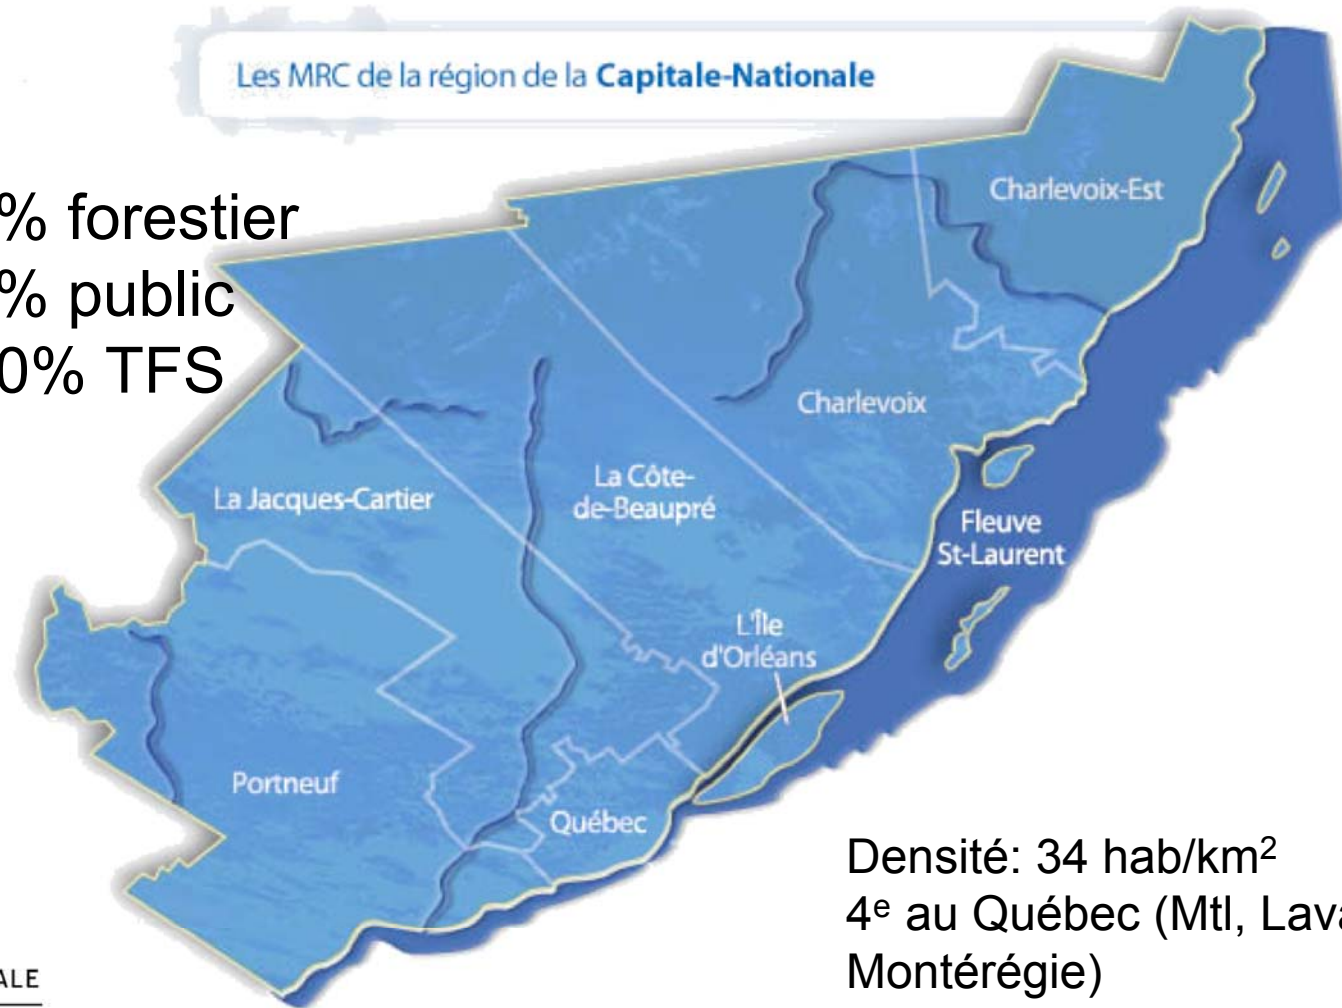 Les MRC de la région de la Capitale-Nationale
% forestier
% public
0% TFS
Charlevoix-Est
Charlevoix
La Côte-
de-Beaupré
La Jacques-Cartier
Fleuve
St-Laurent
L'Île
d'Orléans
Portneuf
Québec
Densité: 34 hab/km²
4ᵉ au Québec (Mtl,
Montérégie)